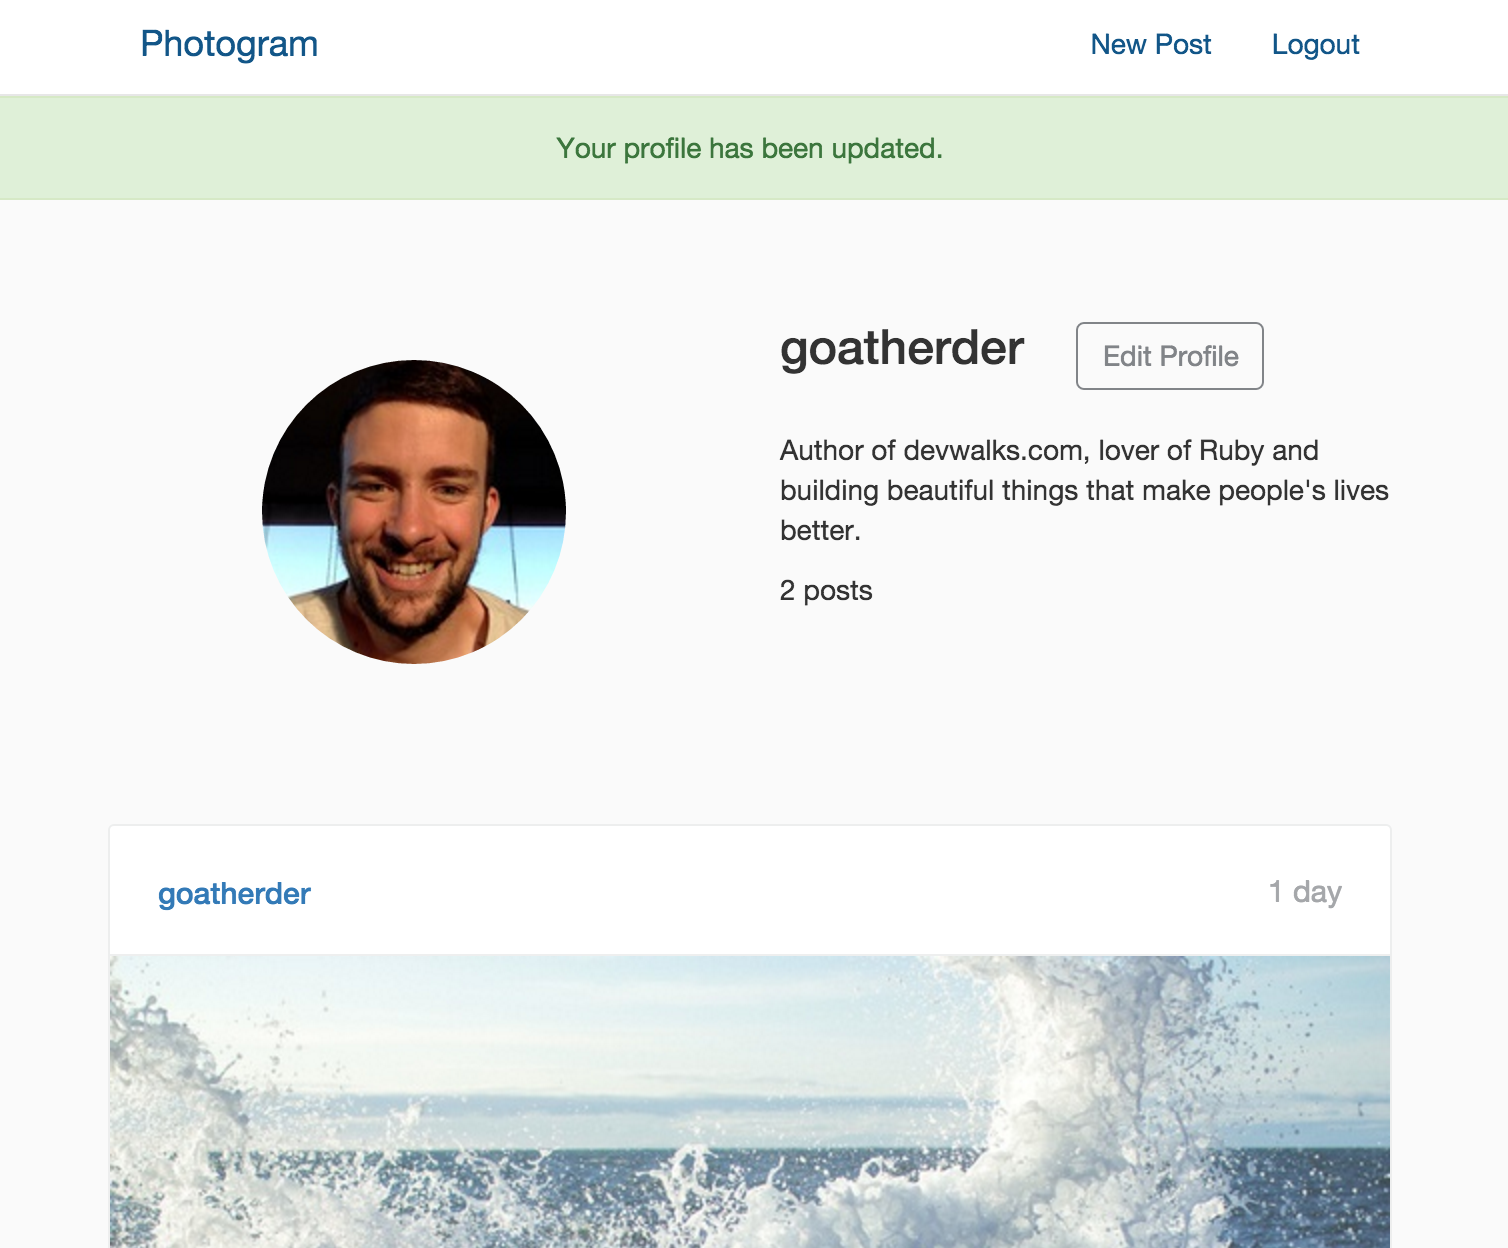 Photogram
New Post
Logout
Your profile has been updated.
goatherder
Edit Profile
Author of devwalks.com, lover of Ruby and
building beautiful things that make people's lives
better.
2 posts
goatherder
1 day